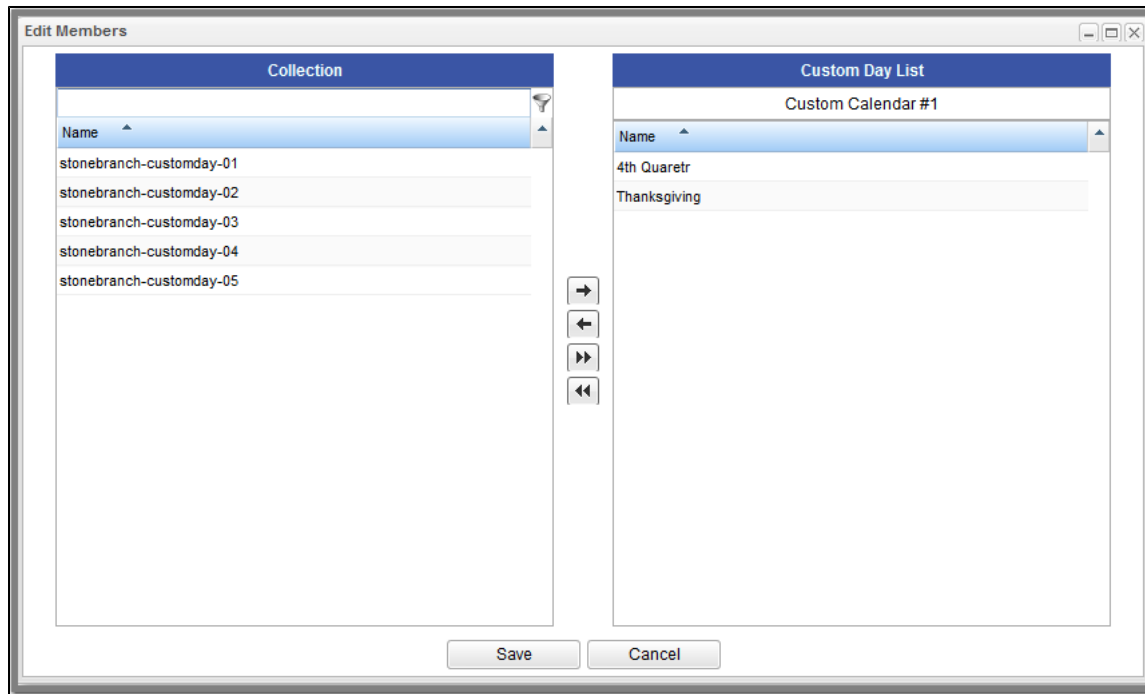 Edit Members
Collection
Name
stonebranch-customday-01
stonebranch-customday-02
stonebranch-customday-03
stonebranch-customday-04
stonebranch-customday-05
Custom Day List
Custom Calendar #1
Name
4th Quaretr
Thanksgiving
Save
Cancel